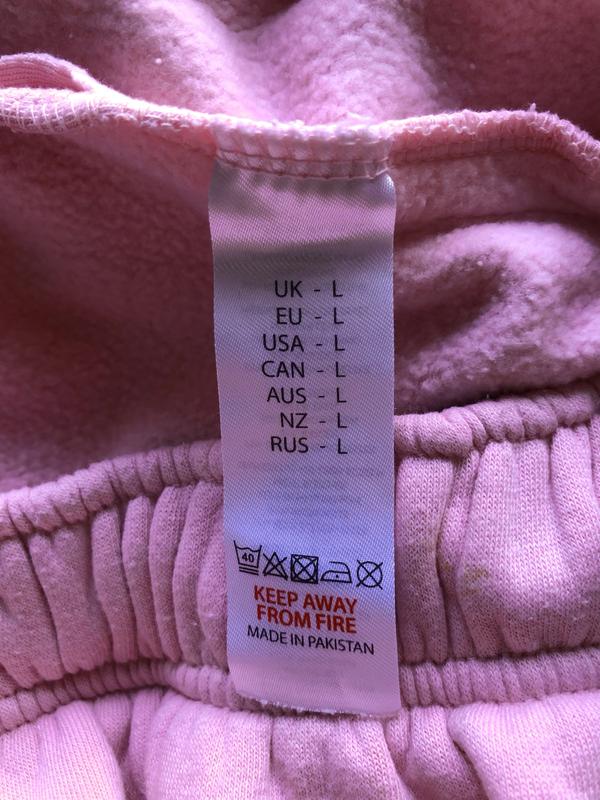 UK - L
EU - L
USA - L
CAN - L
AUS - L
NZ - L
RUS - L
40
KEEP AWAY
FROM FIRE
MADE IN PAKISTAN